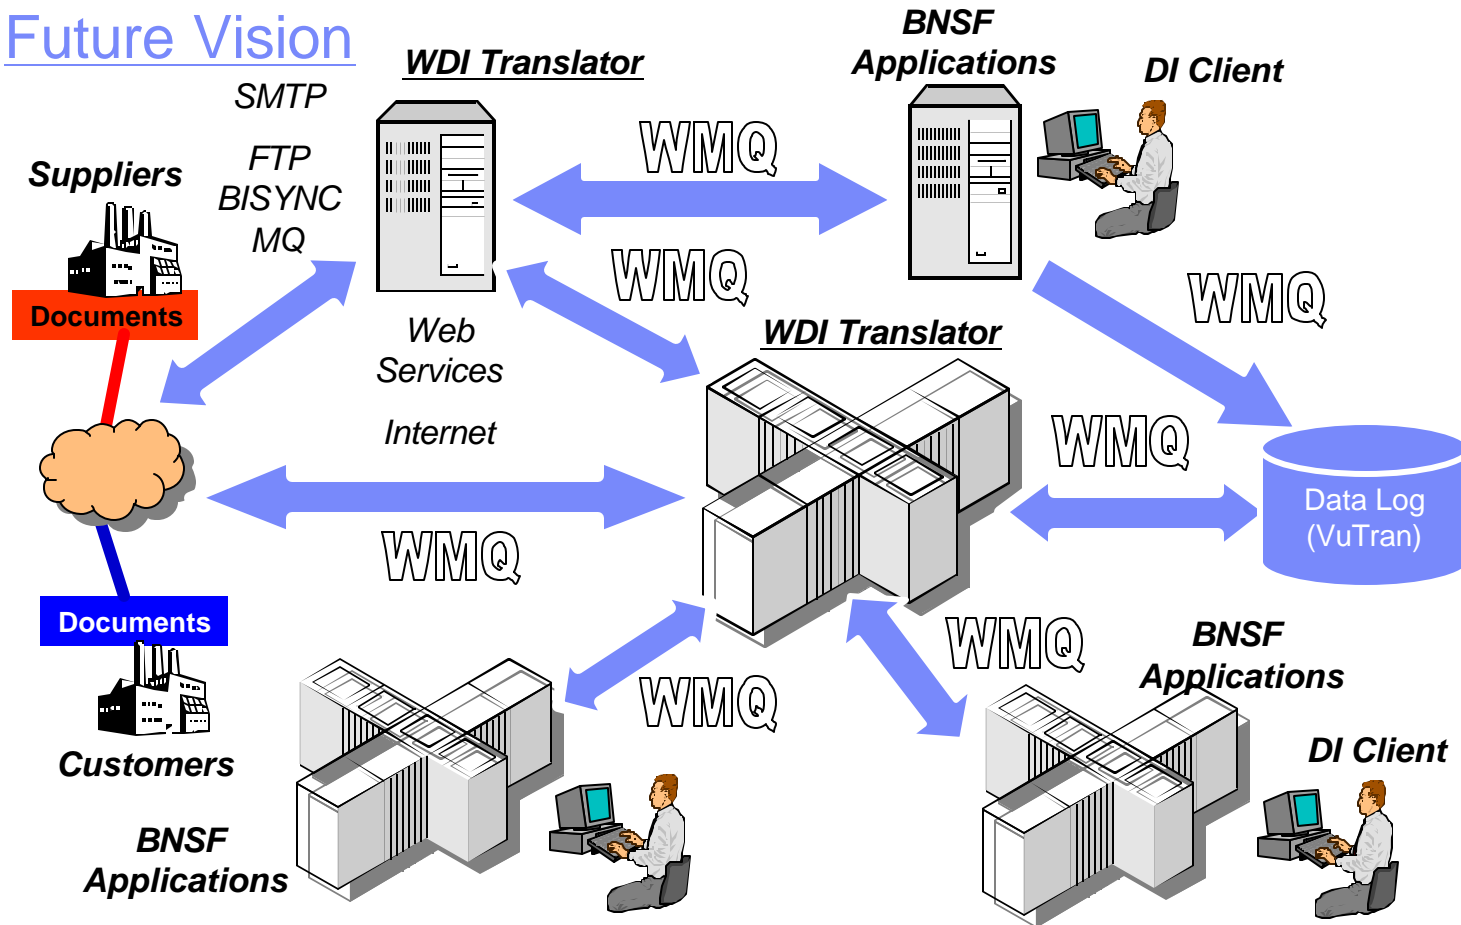 Future Vision
WDI Translator
BNSF
Applications
DI Client
SMTP
FTP
BISYNC
MQ
Suppliers
Documents
WMQ
WMQ
WMQ
Web
Services
Internet
WDI Translator
WMQ
Data Log
(VuTran)
WMQ
Documents
Customers
WMQ
WMQ
BNSF
Applications
DI Client
BNSF
Applications